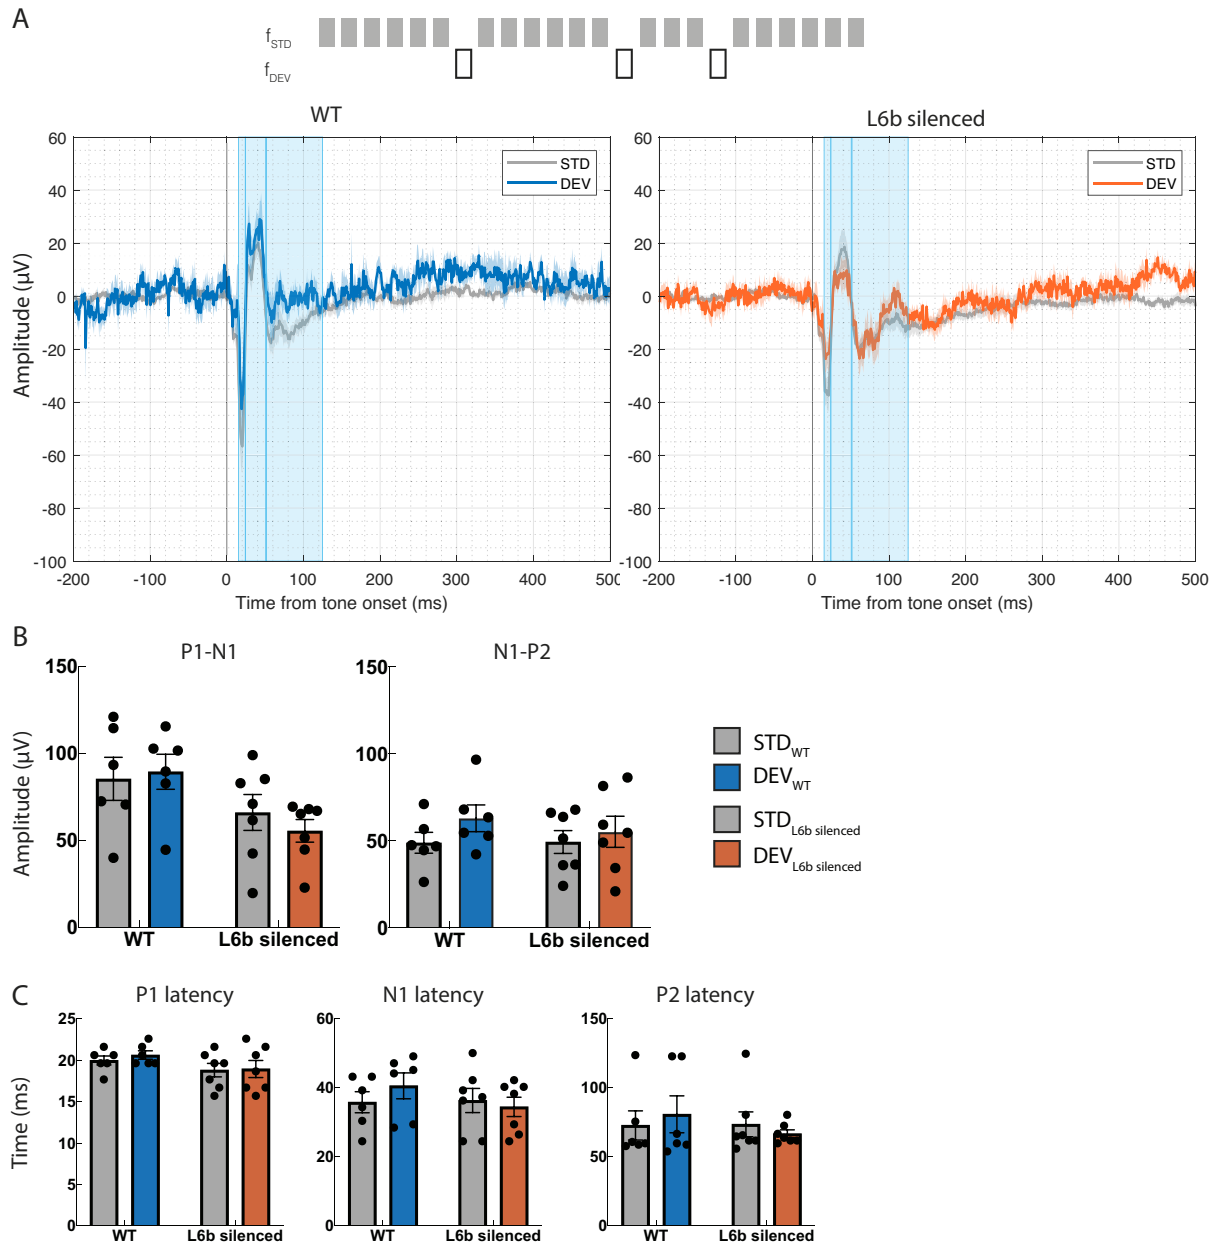 A
fSTD
fDEV
WT
L6b silenced
60
40
20
0
-20
-40
-60
-80
-100
-200
-100
0
100
200
300
400
500
STD
DEV
Amplitude (µV)
Time from tone onset (ms)
60
40
20
0
-20
-40
-60
-80
-100
-200
-100
0
100
200
300
400
500
STD
DEV
Time from tone onset (ms)
B
P1-N1
N1-P2
Amplitude (µV)
150
100
50
0
WT
L6b silenced
150
100
50
0
WT
L6b silenced
STDWT
DEVWT
STDL6b silenced
DEVL6b silenced
C
P1 latency
N1 latency
P2 latency
Time (ms)
25
20
15
10
5
0
WT
L6b silenced
60
40
20
0
WT
L6b silenced
150
100
50
0
WT
L6b silenced